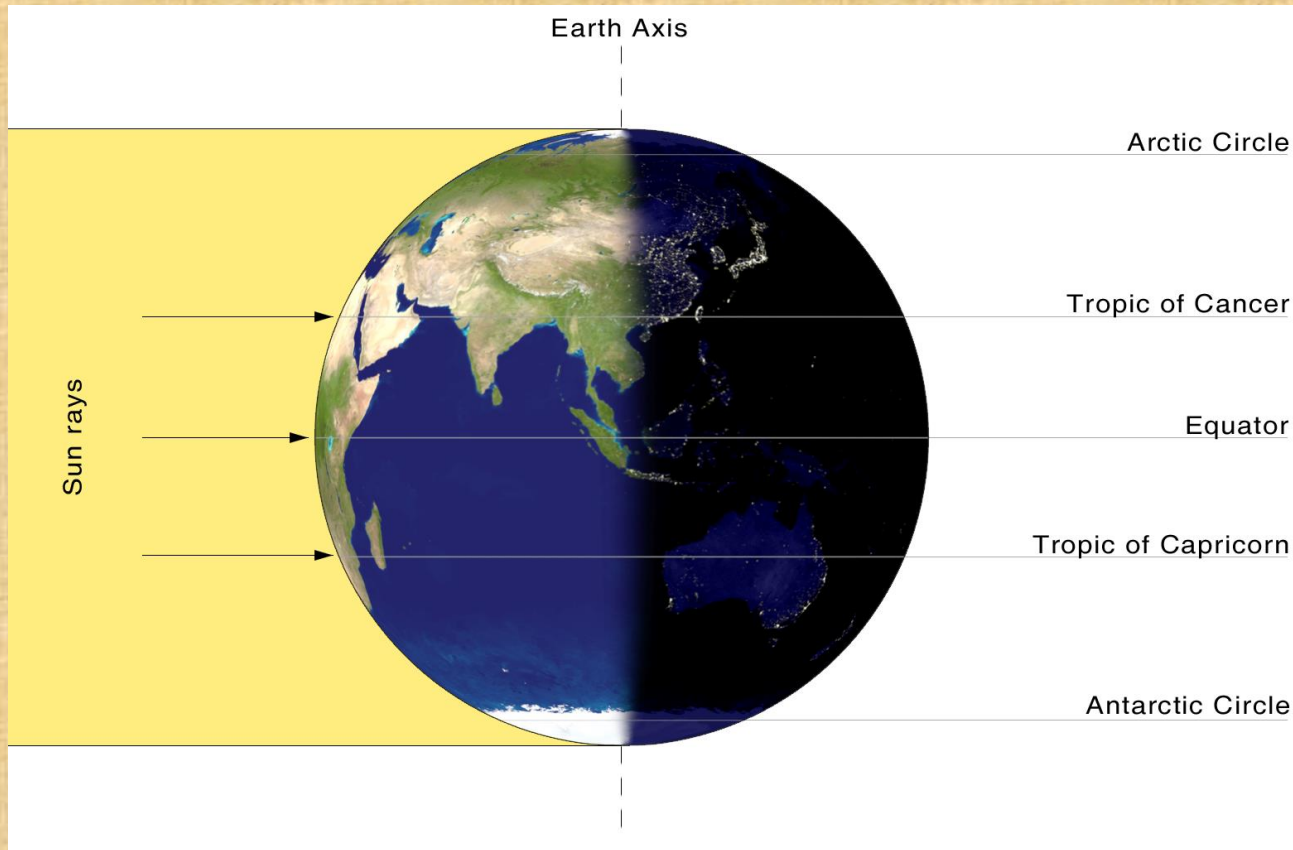 Earth Axis
Arctic Circle
Tropic of Cancer
Sun rays
Equator
Tropic of Capricorn
Antarctic Circle